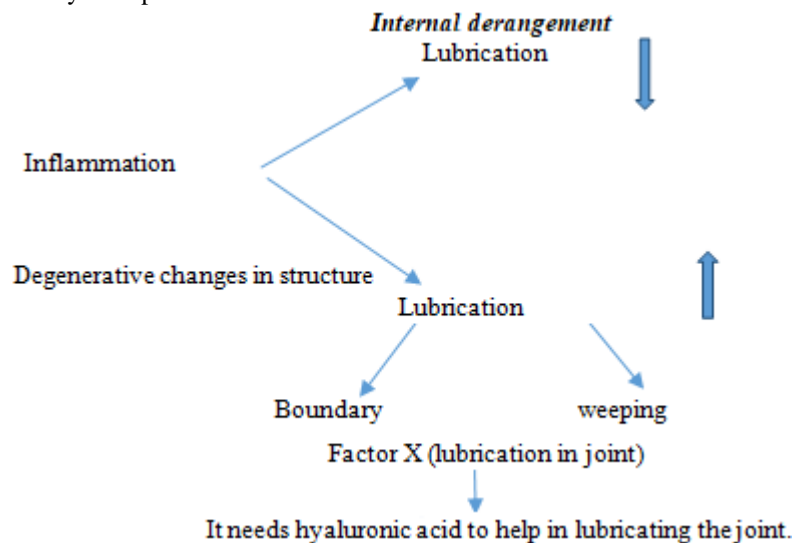 Internal derangement
Lubrication
Inflammation
Degenerative changes in structure
Lubrication
Boundary weeping
Factor X (lubrication in joint)
It needs hyaluronic acid to help in lubricating the joint.